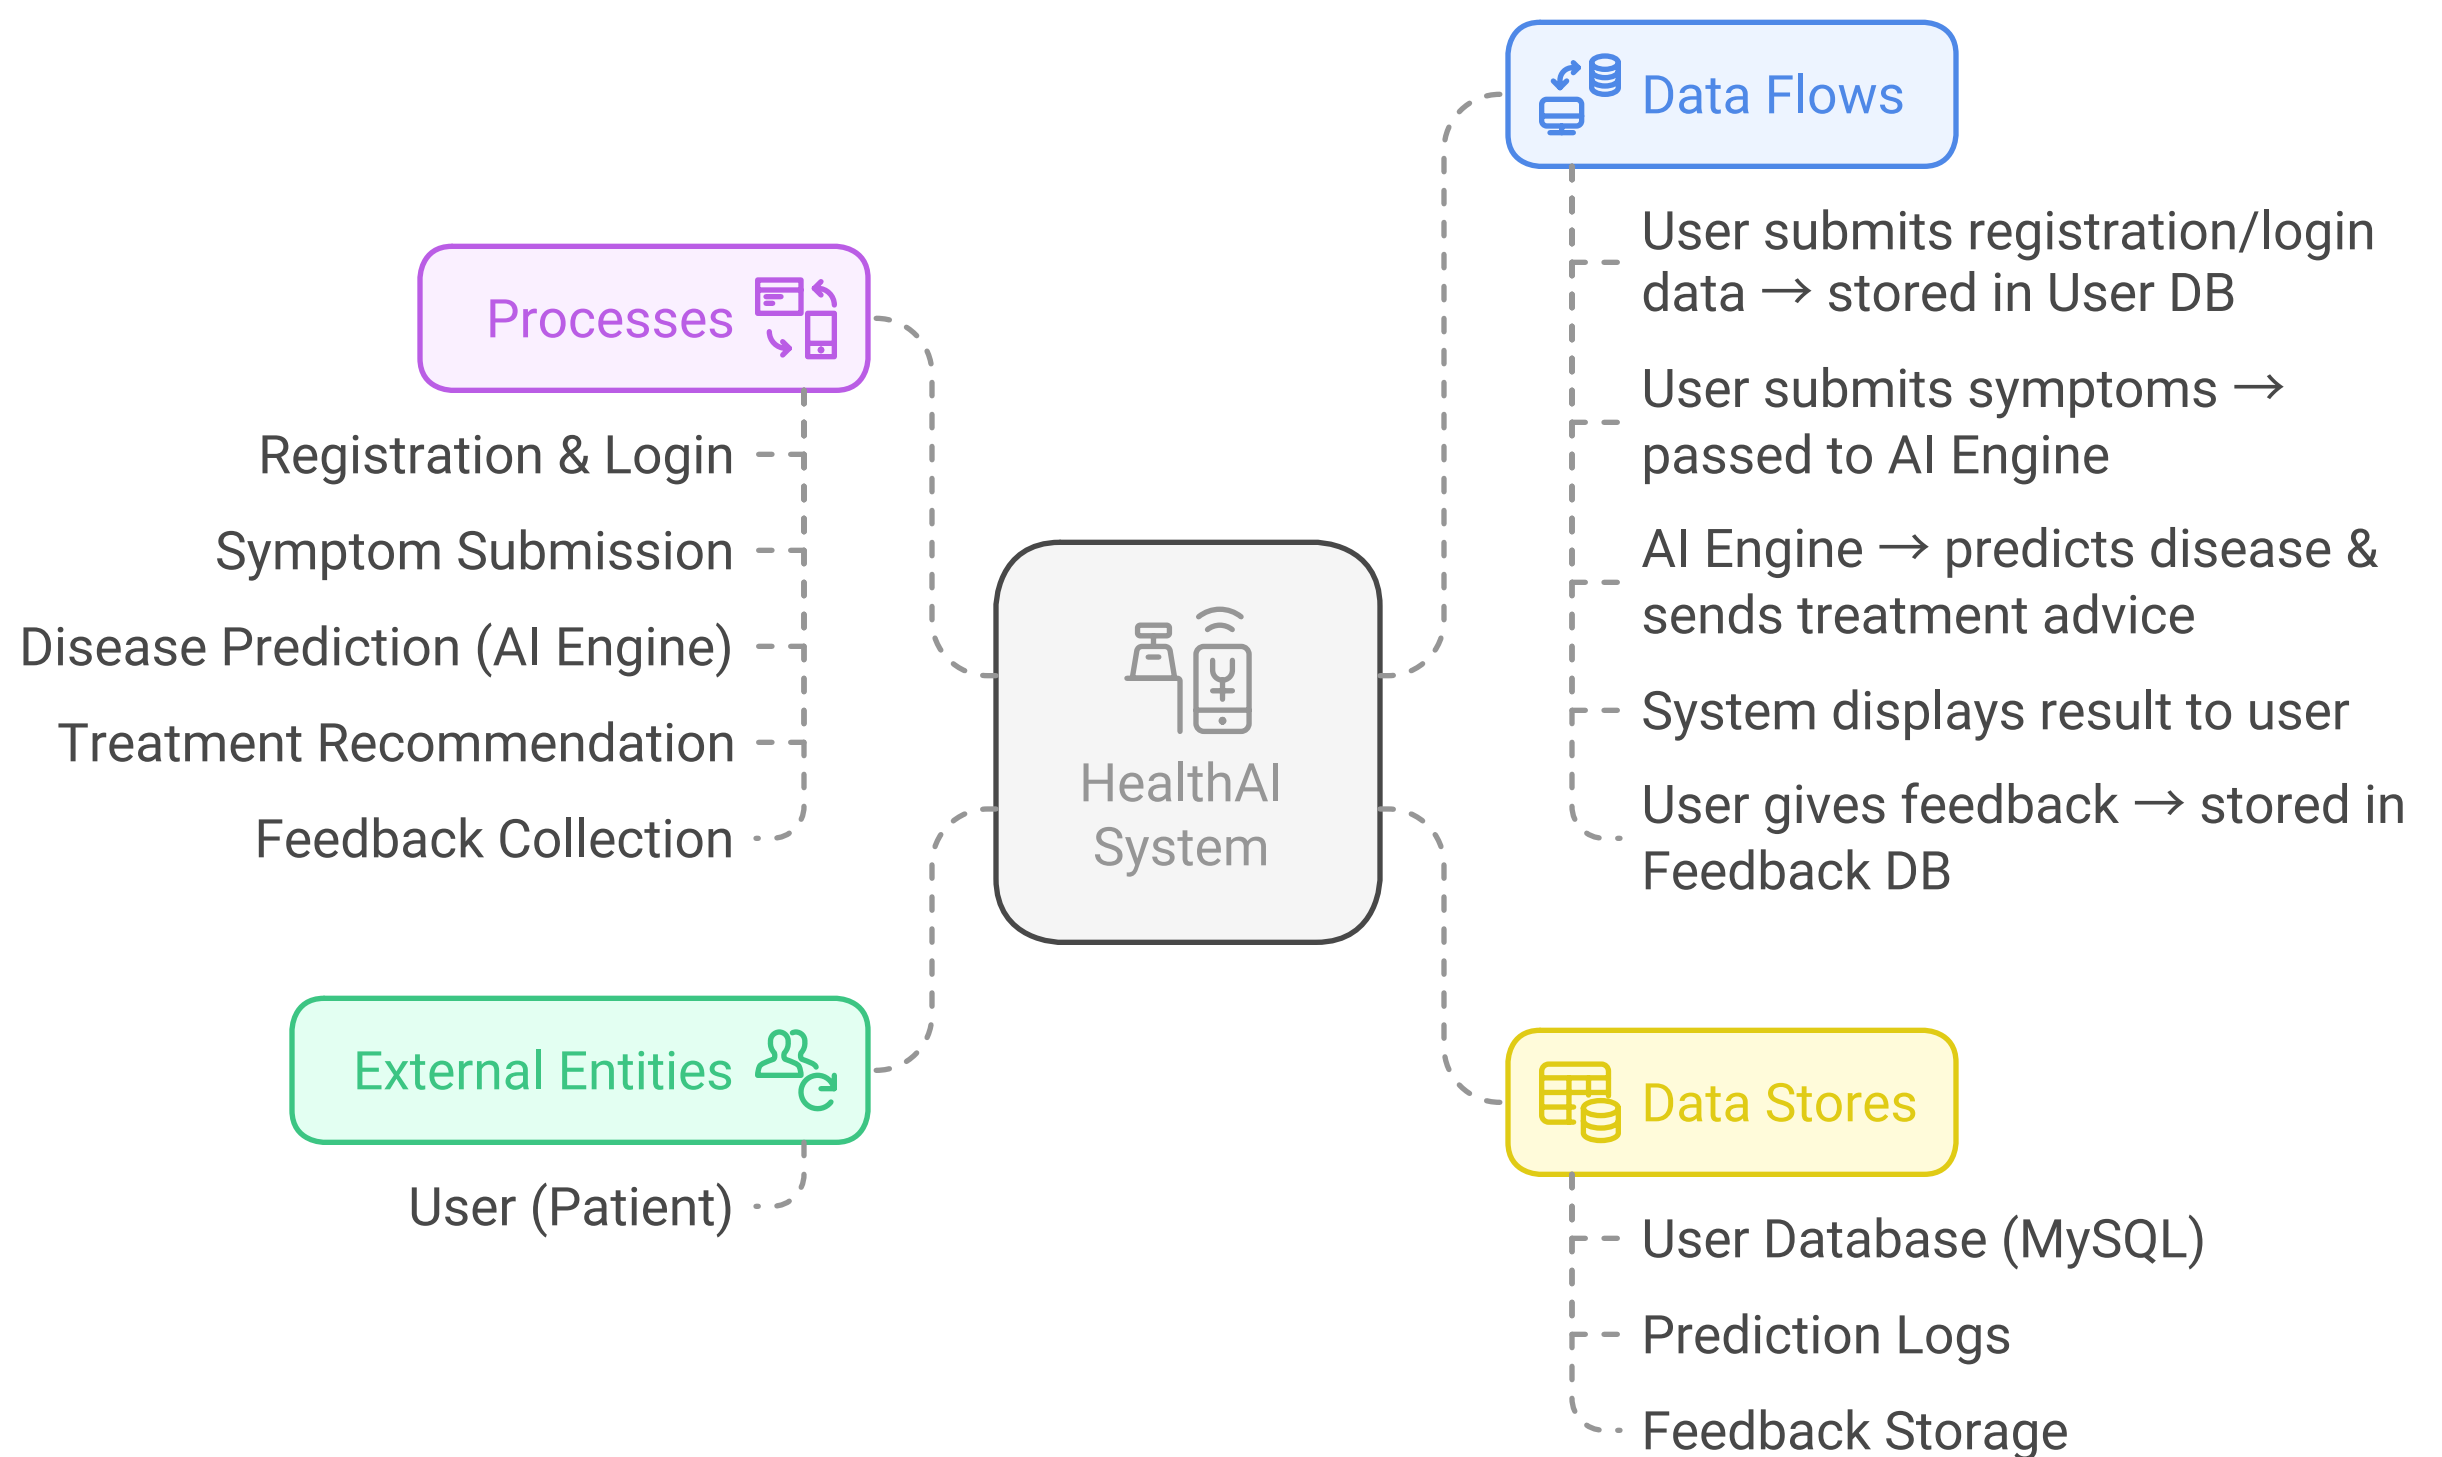 Processes
Registration & Login
Symptom Submission
Disease Prediction (AI Engine)
Treatment Recommendation
Feedback Collection
External Entities
User (Patient)
HealthAI
System
Data Flows
User submits registration/login
data → stored in User DB
User submits symptoms →
passed to AI Engine
AI Engine → predicts disease &
sends treatment advice
System displays result to user
User gives feedback → stored in
Feedback DB
Data Stores
User Database (MySQL)
Prediction Logs
Feedback Storage